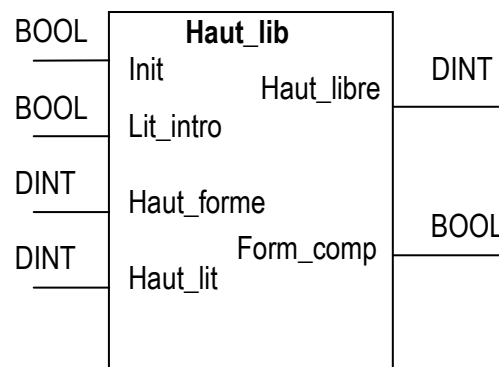 BOOL
Haut_lib
Init
DINT
Haut_libre
BOOL
Lit_intro
DINT
Haut_forme
BOOL
Form_comp
DINT
Haut_lit